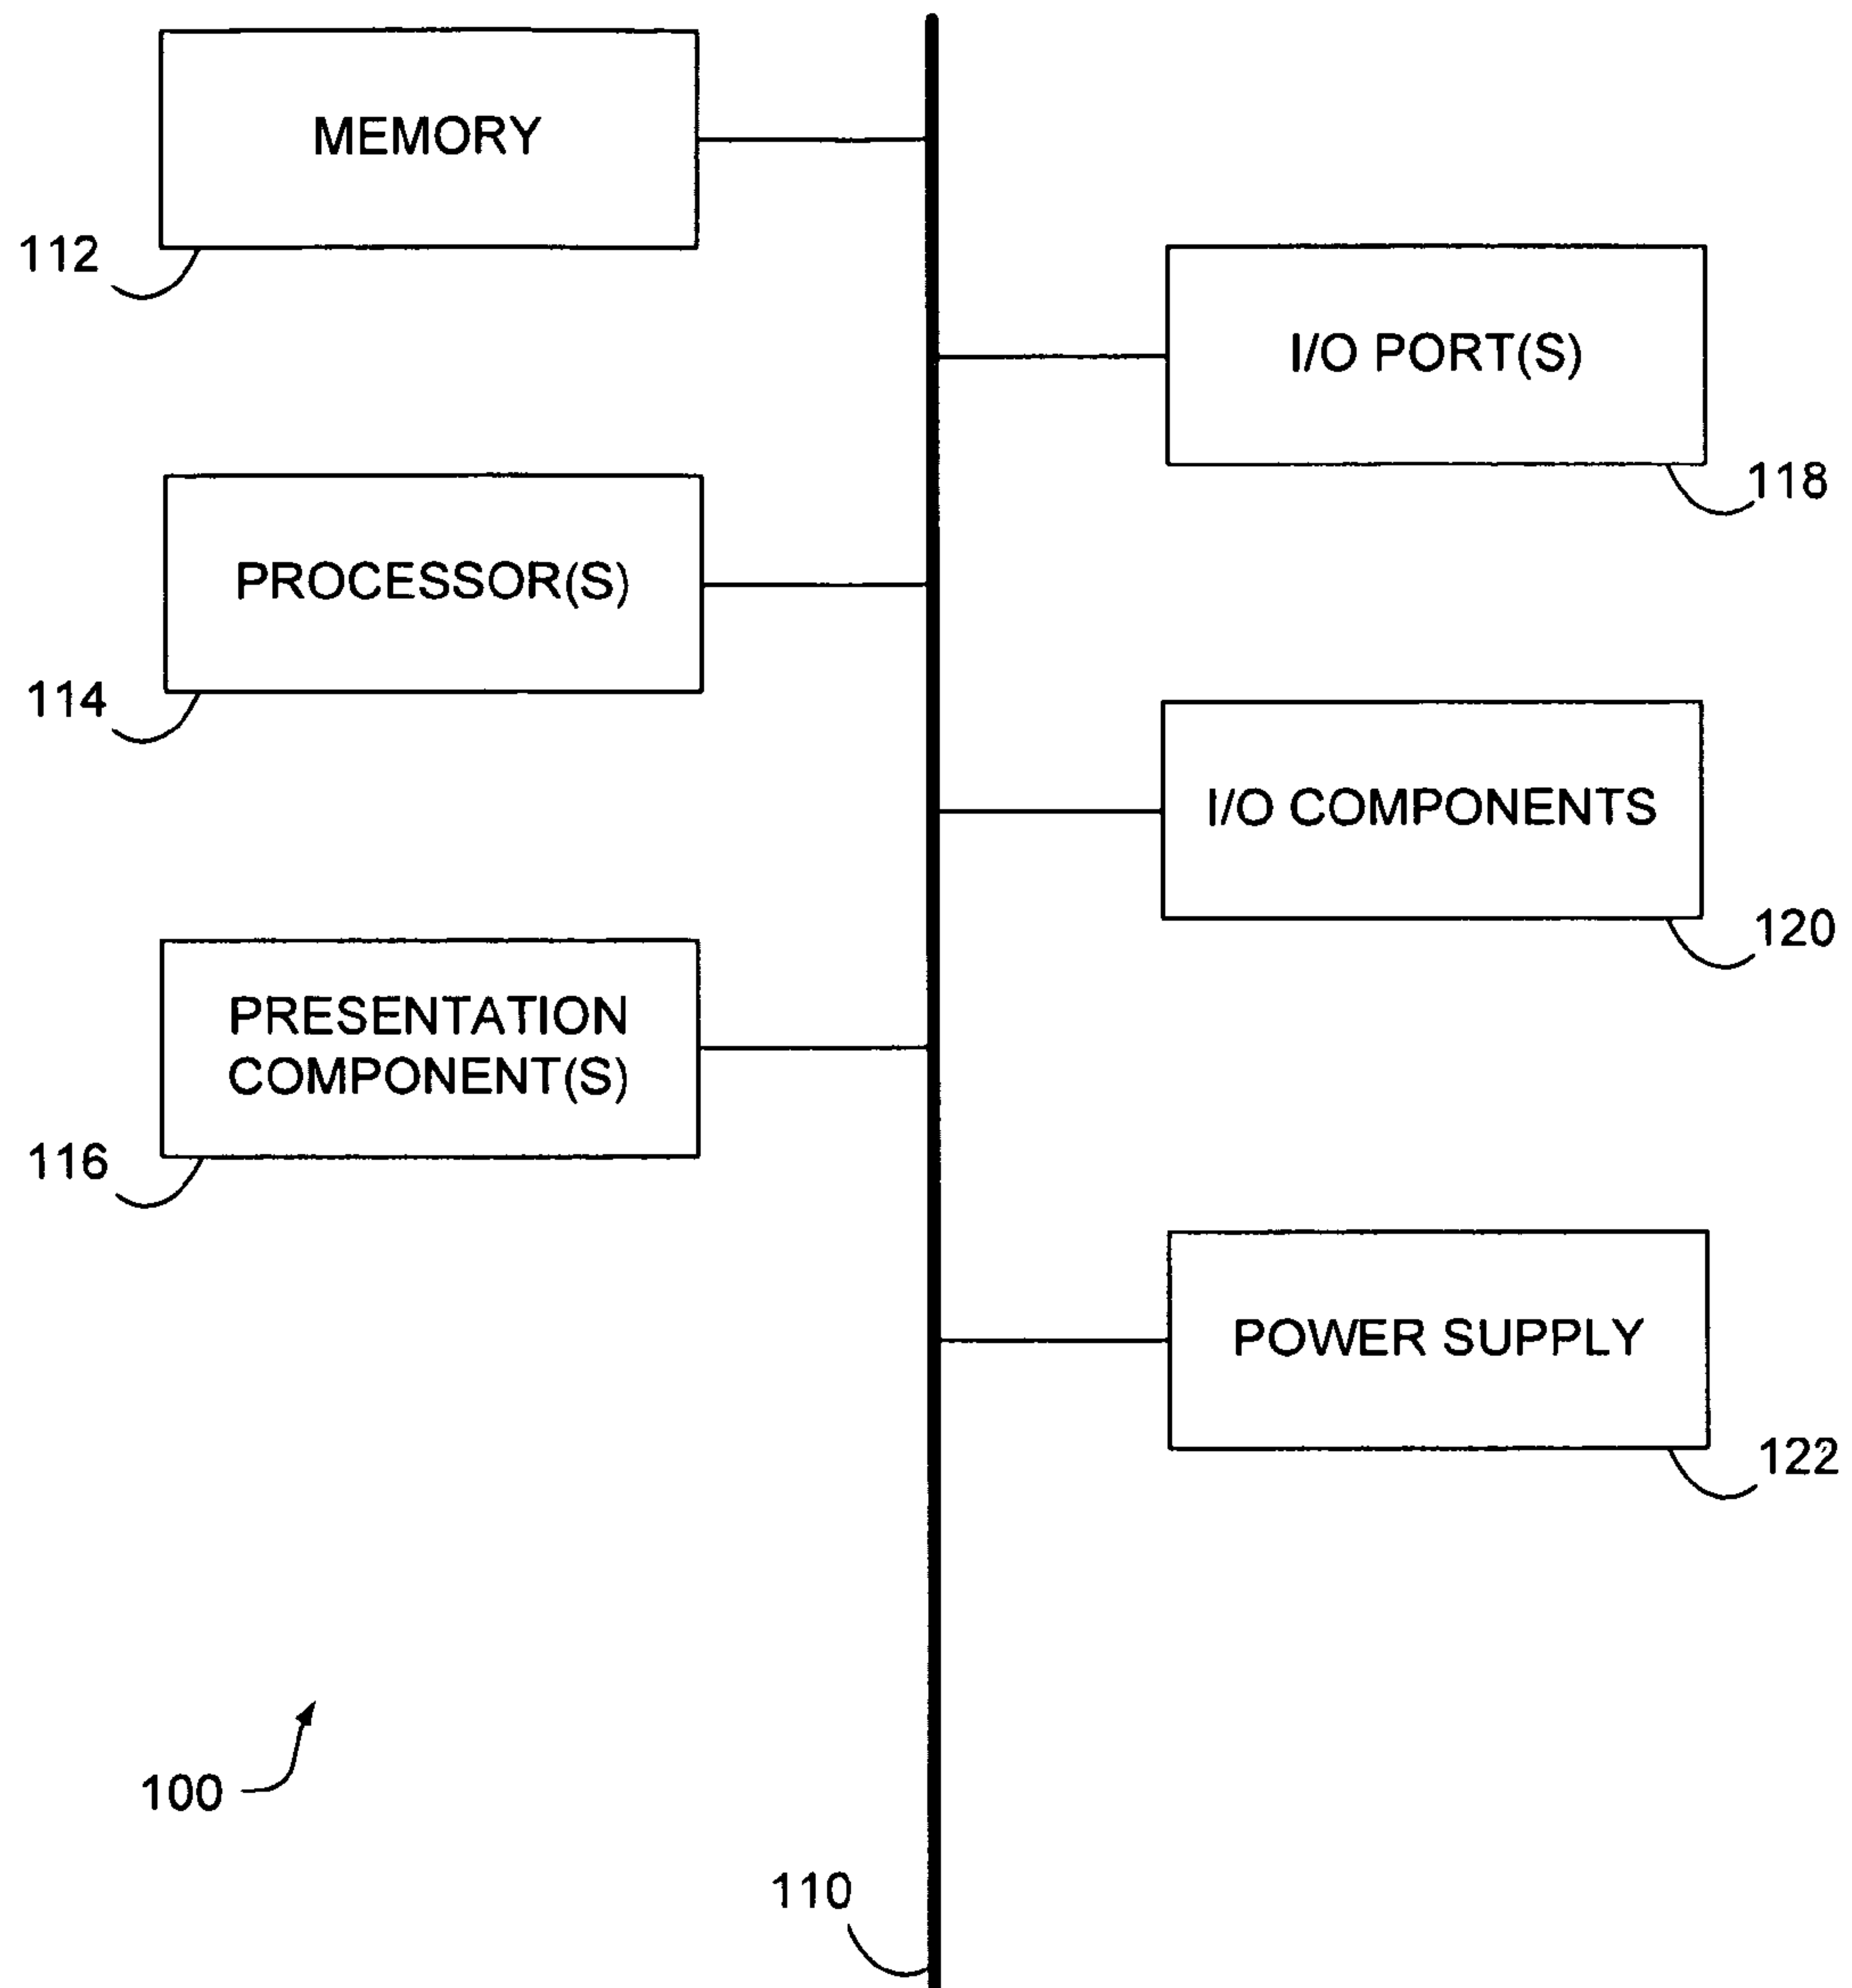 MEMORY
112
I/O PORT(S)
118
PROCESSOR(S)
114
I/O COMPONENTS
120
PRESENTATION
COMPONENT(S)
116
POWER SUPPLY
122
100
110